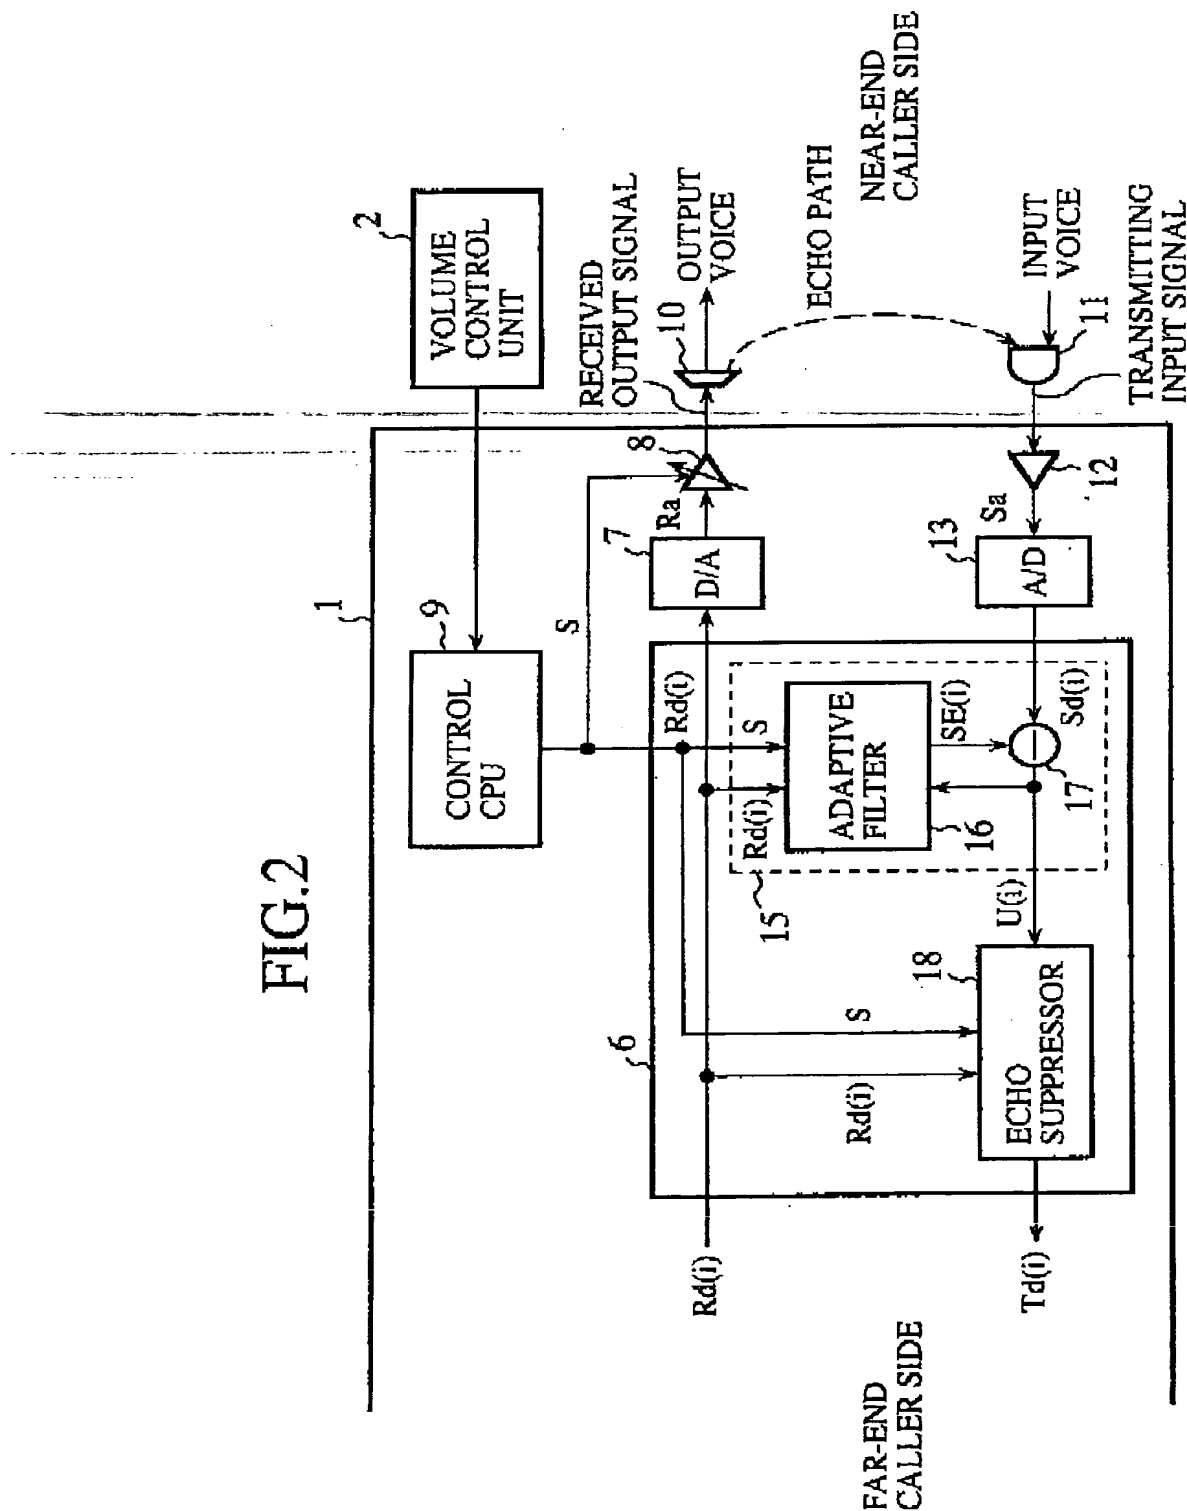 FIG.2
1
2
VOLUME
CONTROL
UNIT
9
CONTROL
CPU
S
RECEIVED
OUTPUT SIGNAL
10
OUTPUT
VOICE
ECHO PATH
NEAR-END
CALLER SIDE
8
Ra
7
D/A
6
Rd(i)
Rd(i)
S
Rd(i)
ADAPTIVE
FILTER
16
SE(i)
15
S
Rd(i)
18
ECHO
SUPPRESSOR
U(i)
17
Sd(i)
13
A/D
Sa
12
11
INPUT
VOICE
TRANSMITTING
INPUT SIGNAL
Td(i)
FAR-END
CALLER SIDE